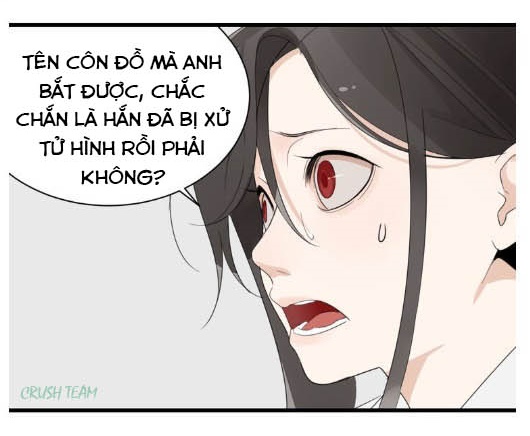 TÊN CÔN ĐỒ MÀ ANH
BẮT ĐƯỢC, CHẮC
CHẮN LÀ HẮN ĐÃ BỊ XỬ
TỬ HÌNH RỒI PHẢI
KHÔNG?
CRUSH TEAM